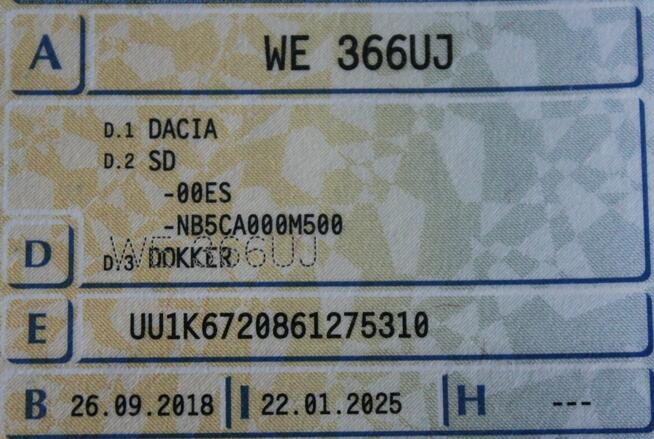 A WE 366UJ
D.1 DACIA
D.2 SD
-00ES
-NB5CA000M500
WE 366UJ
D D.3 DOKKER
E UU1K6720861275310
B 26.09.2018 I 22.01.2025 H ---